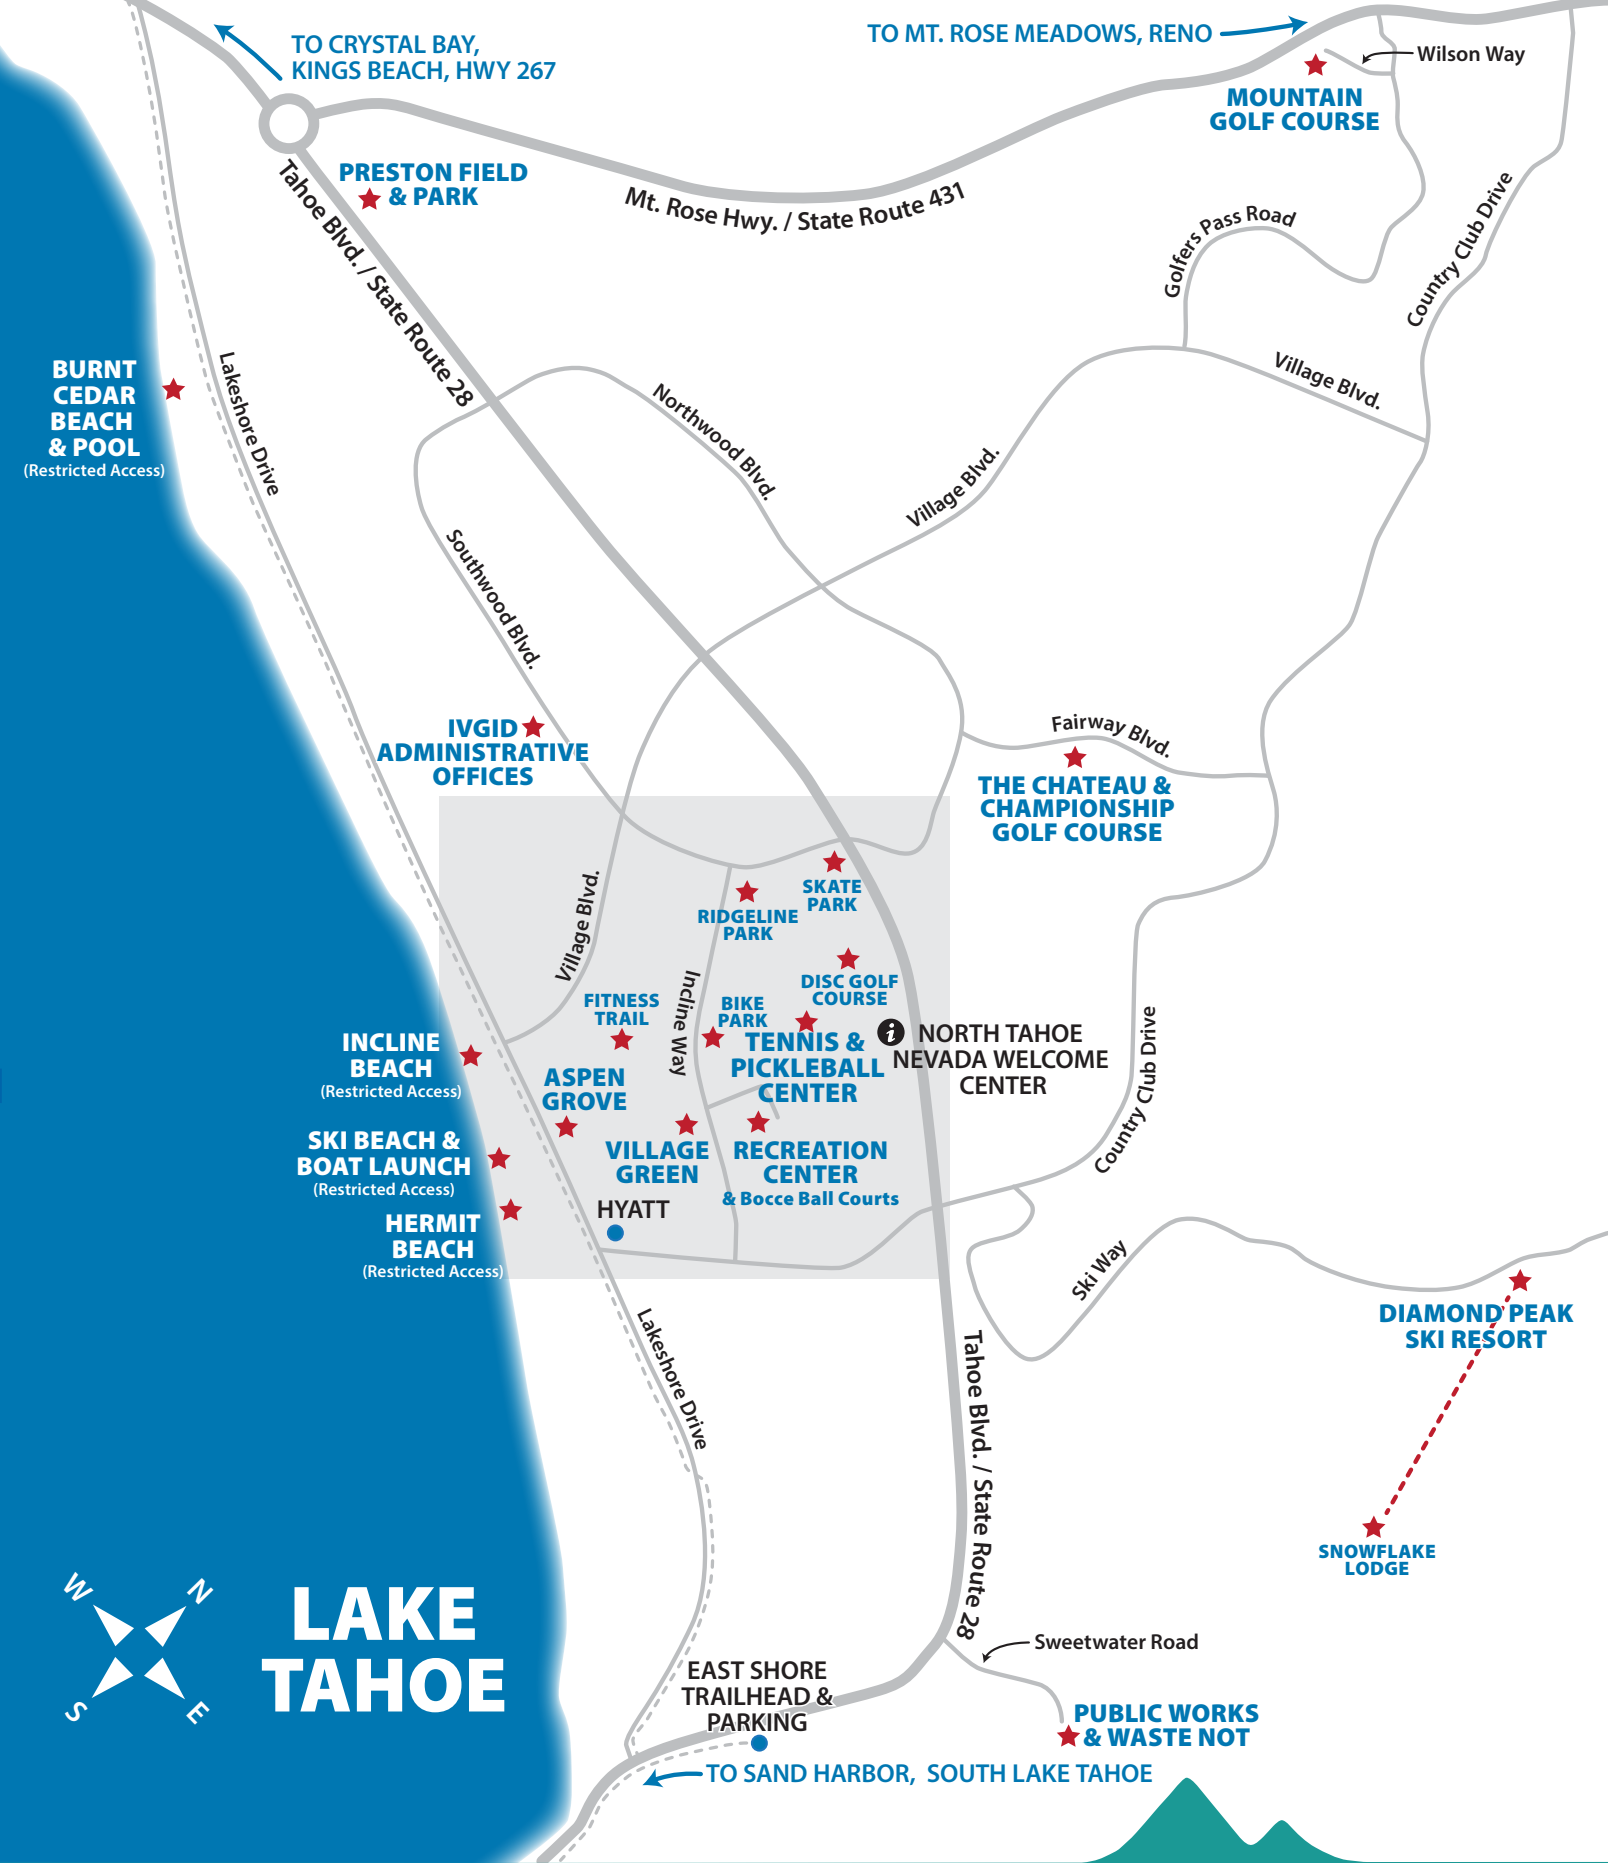 TO CRYSTAL BAY,
KINGS BEACH, HWY 267
TO MT. ROSE MEADOWS, RENO
Wilson Way
MOUNTAIN
GOLF COURSE
PRESTON FIELD
& PARK
Tahoe Blvd. / State Route 28
Mt. Rose Hwy. / State Route 431
Golfers Pass Road
Country Club Drive
BURNT
CEDAR
BEACH
& POOL
(Restricted Access)
Lakeshore Drive
Northwood Blvd.
Village Blvd.
Village Blvd.
Southwood Blvd.
IVGID
ADMINISTRATIVE
OFFICES
Fairway Blvd.
THE CHATEAU &
CHAMPIONSHIP
GOLF COURSE
Village Blvd.
RIDGELINE
PARK
SKATE
PARK
DISC GOLF
COURSE
FITNESS
TRAIL
Incline Way
BIKE
PARK
TENNIS &
PICKLEBALL
CENTER
i
NORTH TAHOE
NEVADA WELCOME
CENTER
Country Club Drive
INCLINE
BEACH
(Restricted Access)
ASPEN
GROVE
SKI BEACH &
BOAT LAUNCH
(Restricted Access)
VILLAGE
GREEN
RECREATION
CENTER
& Bocce Ball Courts
HERMIT
BEACH
(Restricted Access)
HYATT
Ski Way
DIAMOND PEAK
SKI RESORT
Lakeshore Drive
Tahoe Blvd. / State Route 28
SNOWFLAKE
LODGE
W
N
S
E
LAKE
TAHOE
Sweetwater Road
EAST SHORE
TRAILHEAD &
PARKING
PUBLIC WORKS
& WASTE NOT
TO SAND HARBOR, SOUTH LAKE TAHOE